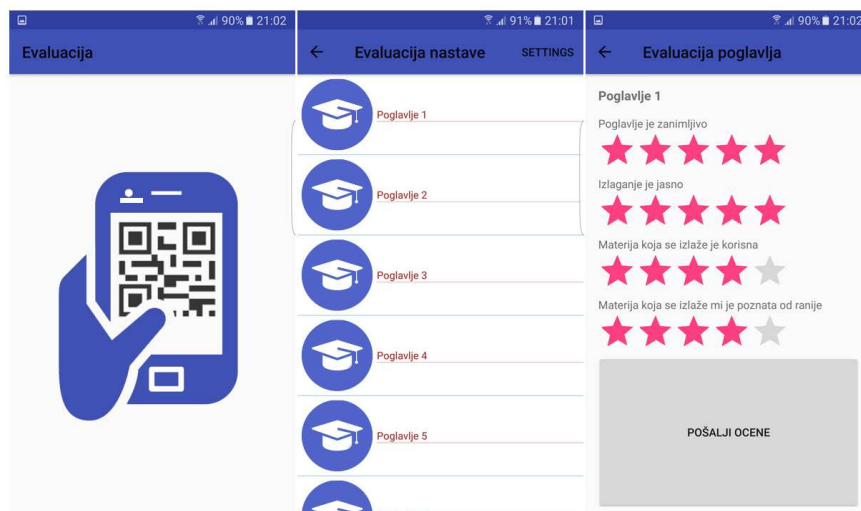 90% 21:02
Evaluacija
91% 21:01
Evaluacija nastave SETTINGS
Poglavlje 1
Poglavlje 2
Poglavlje 3
Poglavlje 4
Poglavlje 5
90% 21:02
Evaluacija poglavlja
Poglavlje 1
Poglavlje je zanimljivo
Izlaganje je jasno
Materija koja se izlaže je korisna
Materija koja se izlaže mi je poznata od ranije
POŠALJI OCENE